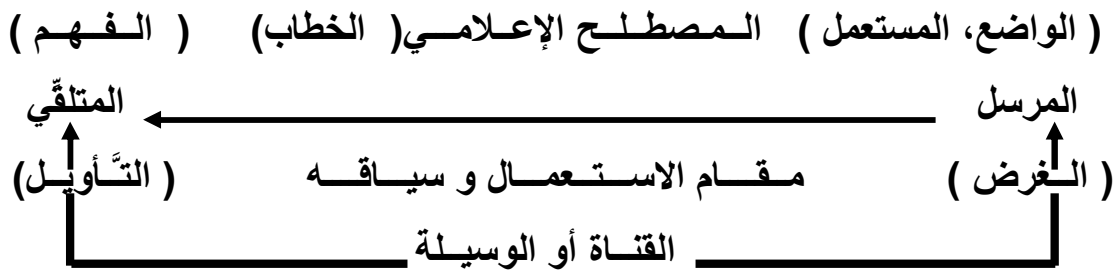 ( الواضع، المستعمل ) المصطلح الإعلامي( الخطاب) ( الفهم )
المرسل المتلقّي
( الغرض ) مقام الاستعمال و سياقه ( التَّأويل)
القناة أو الوسيلة